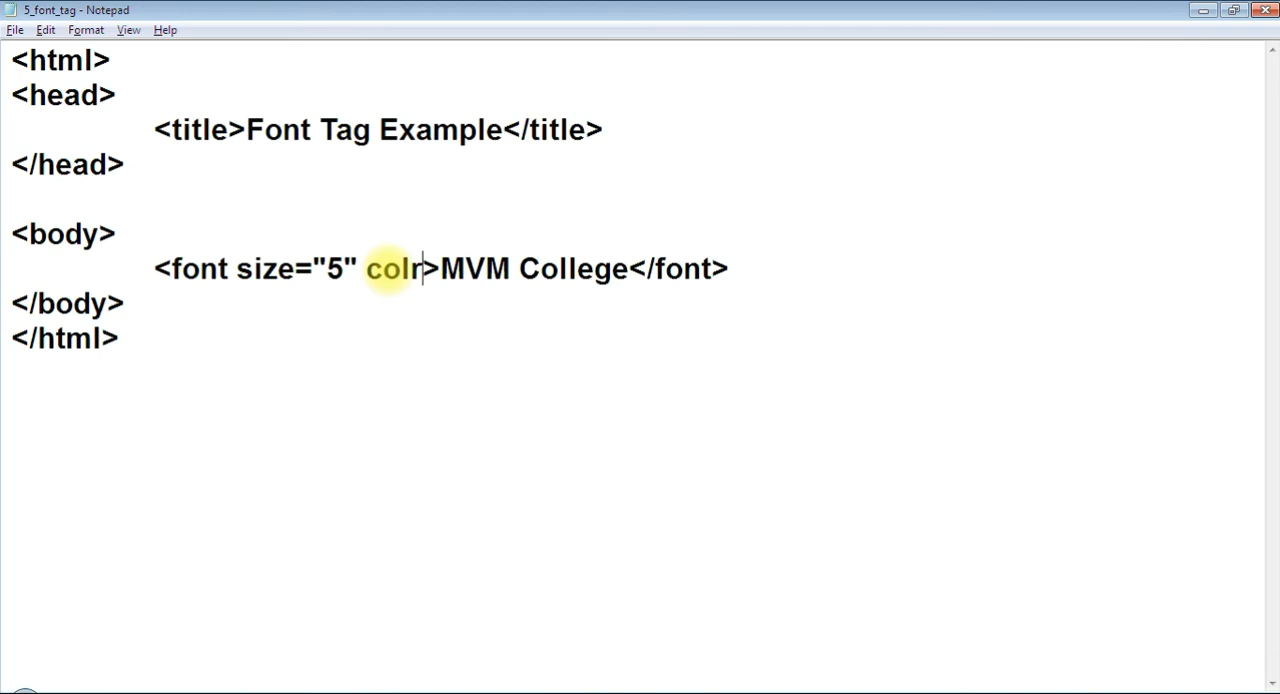 5_font_tag - Notepad
File Edit Format View Help
<html>
<head>
<title>Font Tag Example</title>
</head>
<body>
<font size="5" colr>MVM College</font>
</body>
</html>